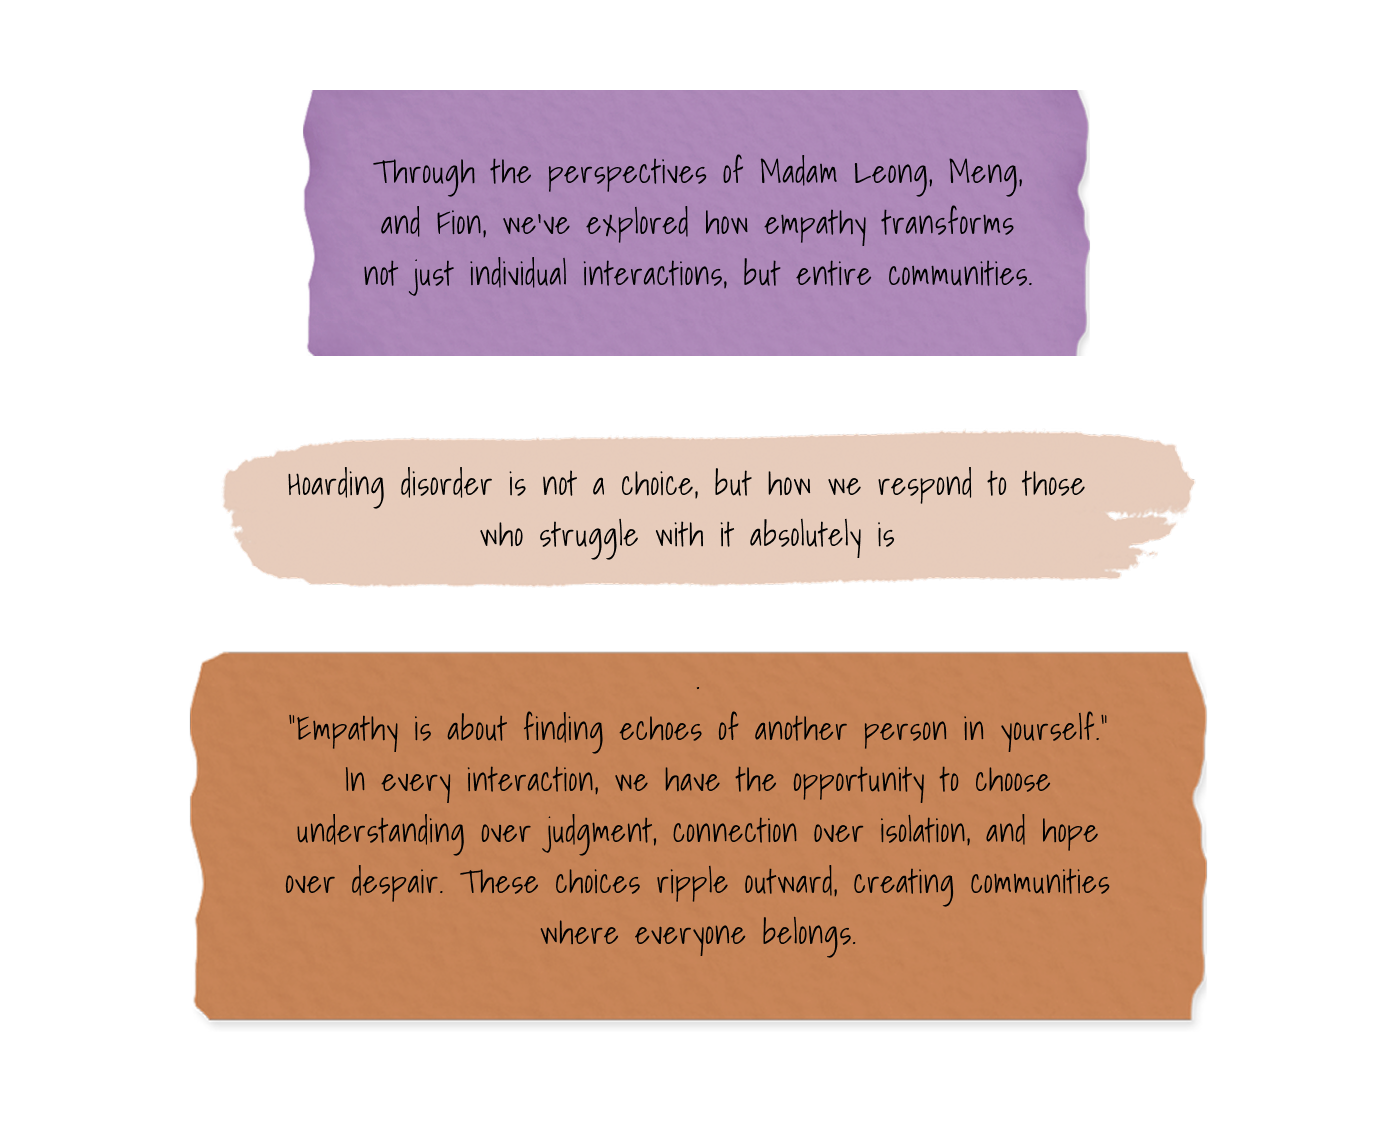 Through the perspectives of Madam Leong, Meng,
and Fion, we've explored how empathy transforms
not just individual interactions, but entire communities.
Hoarding disorder is not a choice, but how we respond to those
who struggle with it absolutely is
.
"Empathy is about finding echoes of another person in yourself."
In every interaction, we have the opportunity to choose
understanding over judgment, connection over isolation, and hope
over despair. These choices ripple outward, creating communities
where everyone belongs.